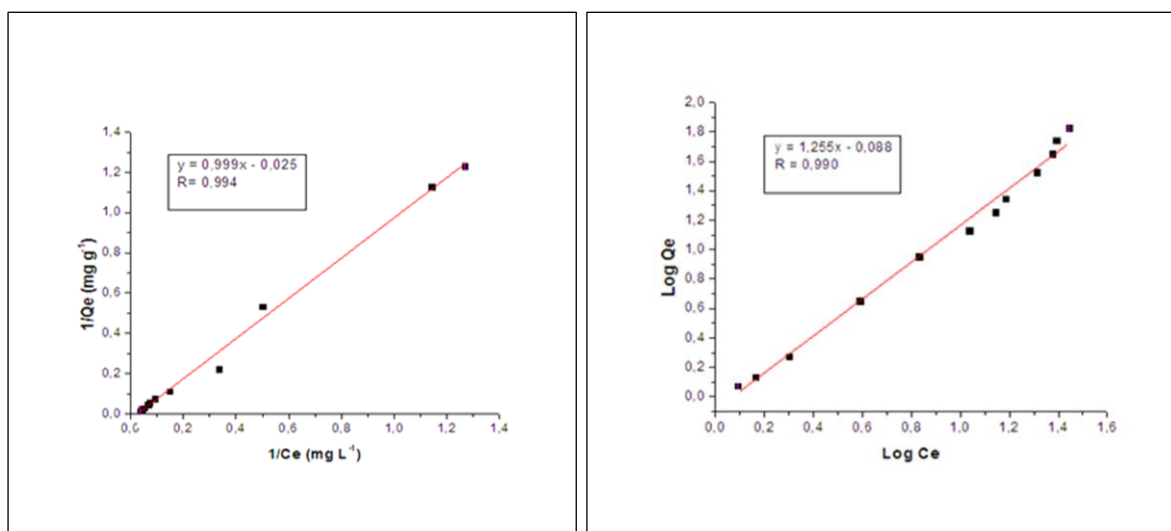 1,4
1,2
1,0
0,8
0,6
0,4
0,2
0,0
1/Qe (mg g⁻¹)
y = 0,999x - 0,025
R= 0,994
0,0 0,2 0,4 0,6 0,8 1,0 1,2 1,4
1/Ce (mg L⁻¹)
2,0
1,8
1,6
1,4
1,2
1,0
0,8
0,6
0,4
0,2
0,0
Log Qe
y = 1,255x - 0,088
R = 0,990
0,0 0,2 0,4 0,6 0,8 1,0 1,2 1,4 1,6
Log Ce